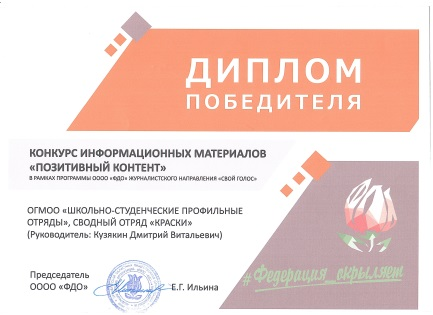 ДИПЛОМ
ПОБЕДИТЕЛЯ
КОНКУРС ИНФОРМАЦИОННЫХ МАТЕРИАЛОВ
«ПОЗИТИВНЫЙ КОНТЕНТ»
В РАМКАХ ПРОГРАММЫ ОООО «ФДО» ЖУРНАЛИСТСКОГО НАПРАВЛЕНИЯ «СВОЙ ГОЛОС»
ОГМОО «ШКОЛЬНО-СТУДЕНЧЕСКИЕ ПРОФИЛЬНЫЕ
ОТРЯДЫ», СВОДНЫЙ ОТРЯД «КРАСКИ»
(Руководитель: Кузякин Дмитрий Витальевич)
Председатель
ОООО «ФДО»
Е.Г. Ильина
#Федерация_окрыляет